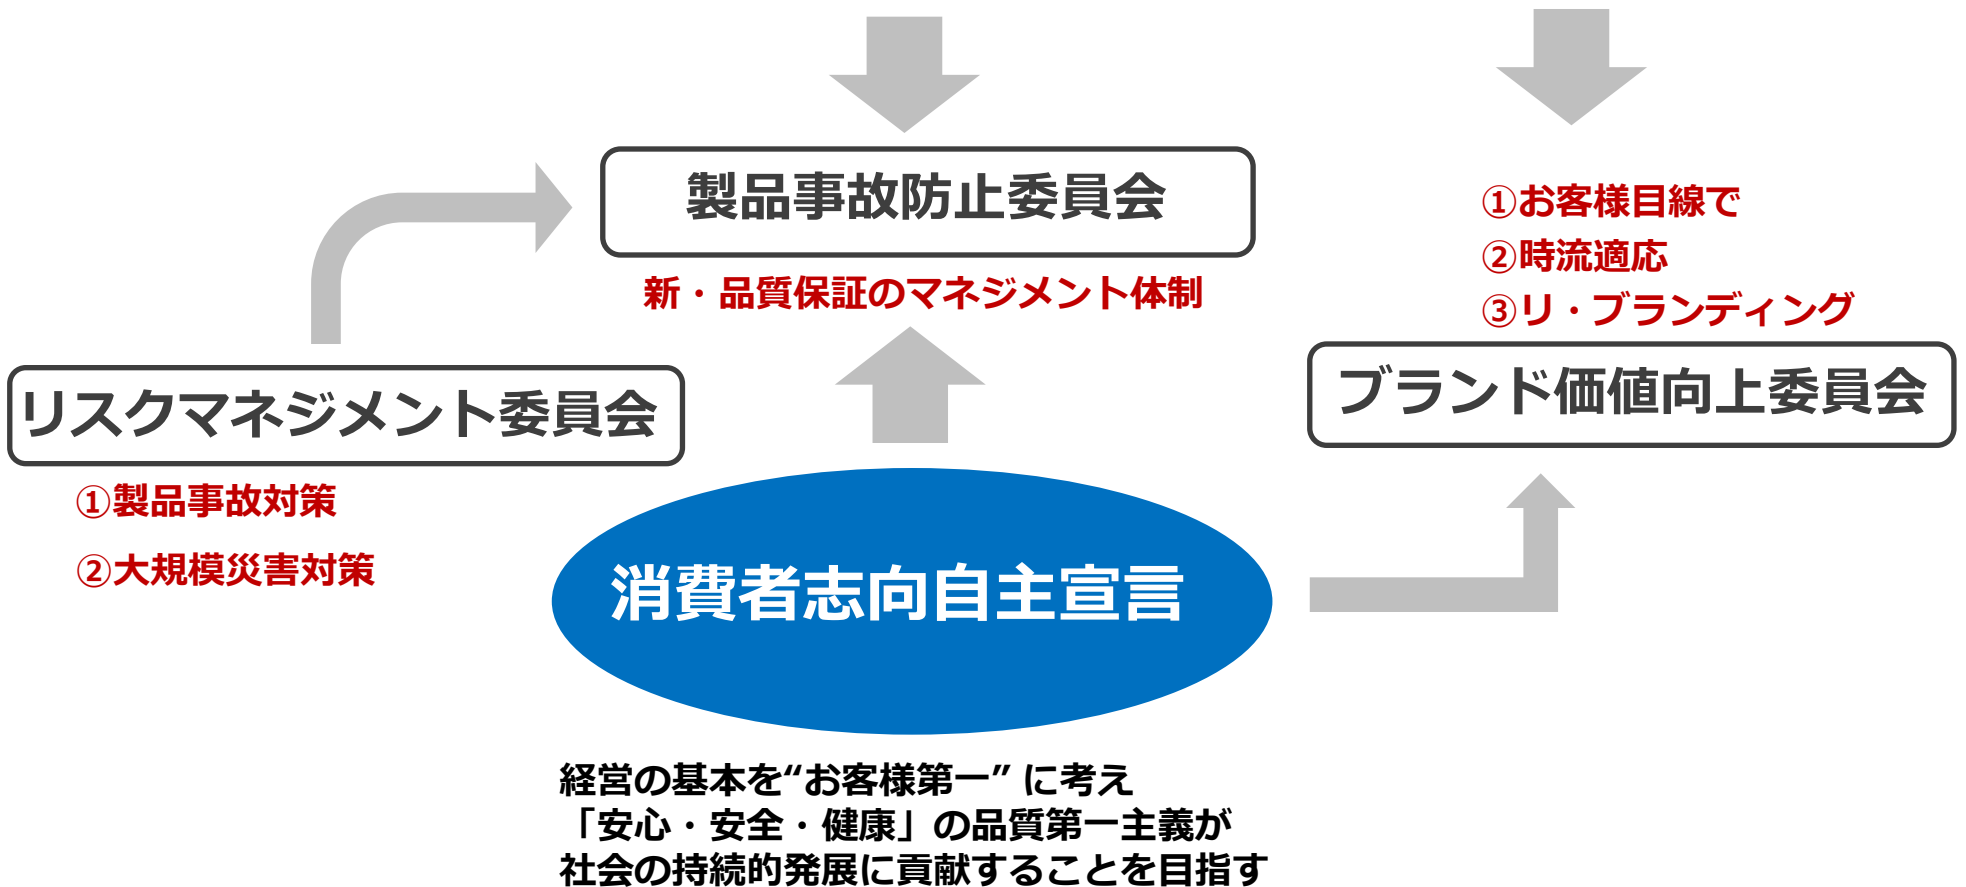 製品事故防止委員会
新・品質保証のマネジメント体制
①お客様目線で
②時流適応
③リ・ブランディング
ブランド価値向上委員会
リスクマネジメント委員会
①製品事故対策
②大規模災害対策
消費者志向自主宣言
経営の基本を“お客様第一” に考え
「安心・安全・健康」の品質第一主義が
社会の持続的発展に貢献することを目指す